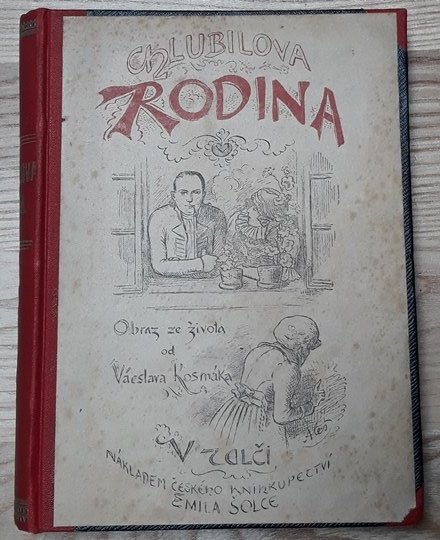 CHLUBILOVA
RODINA
Obraz ze života
od
Václava Kosmáka
V TELČI
NÁKLADEM ČESKÉHO KNIHKUPECTVÍ
EMILA ŠOLCE